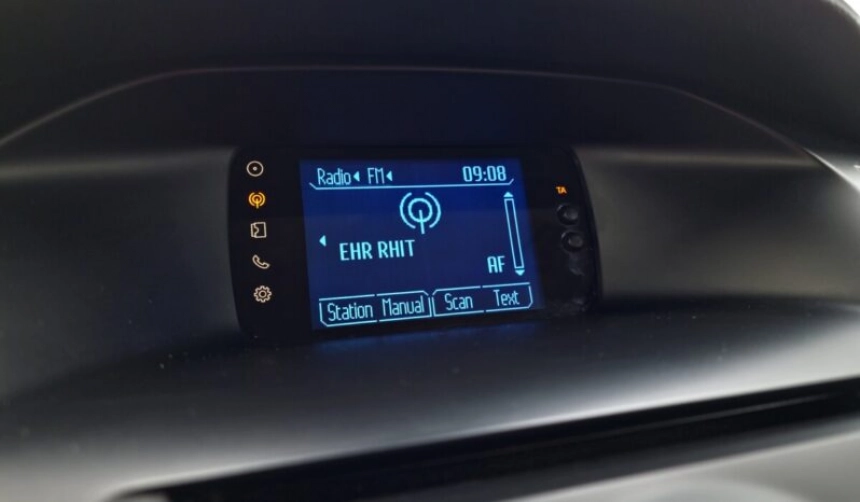 Radio FM 09:08
TA
EHR RHIT
AF
Station Manual Scan Text